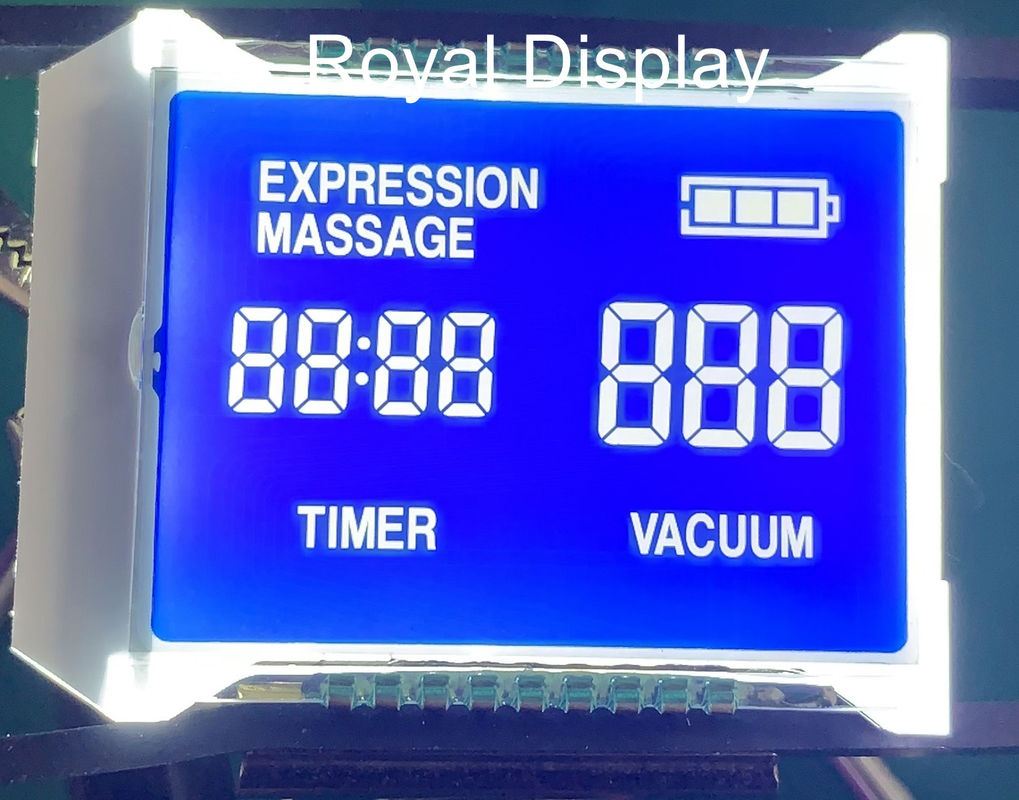 Royal Display
EXPRESSION
MASSAGE
88:88
888
TIMER
VACUUM